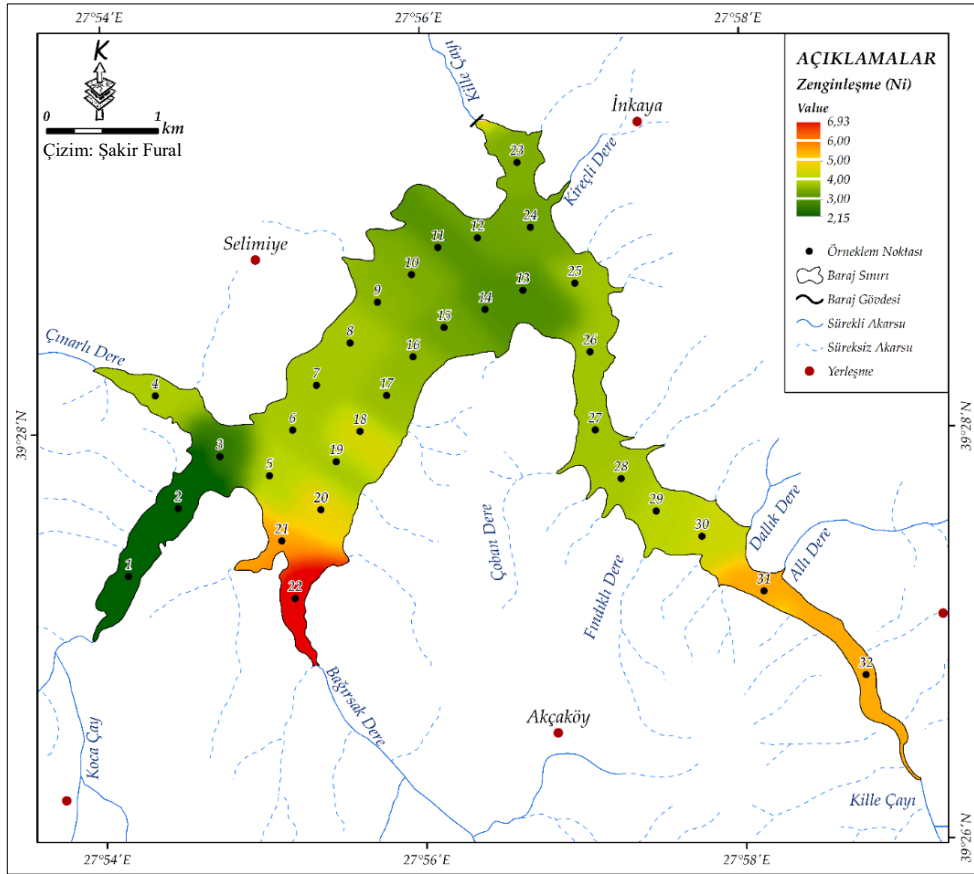 27°54'E
27°56'E
27°58'E
K
0 1
km
Çizim: Şakir Fural
Kille Çayı
İnkaya
Kireçli Dere
AÇIKLAMALAR
Zenginleşme (Ni)
Value
6,93
6,00
5,00
4,00
3,00
2,15
Örneklem Noktası
Baraj Sınırı
Baraj Gövdesi
Sürekli Akarsu
Süreksiz Akarsu
Yerleşme
Selimiye
Çınarlı Dere
39°28'N
39°28'N
23
24
12
11
10
25
13
9
14
15
8
26
16
7
17
4
6
18
27
3
19
5
28
2
20
29
30
21
1
22
31
32
Çoban Dere
Fındıklı Dere
Dallık Dere
Allı Dere
Bağırsak Dere
Akçaköy
Koca Çay
Kille Çayı
39°26'N
27°54'E
27°56'E
27°58'E